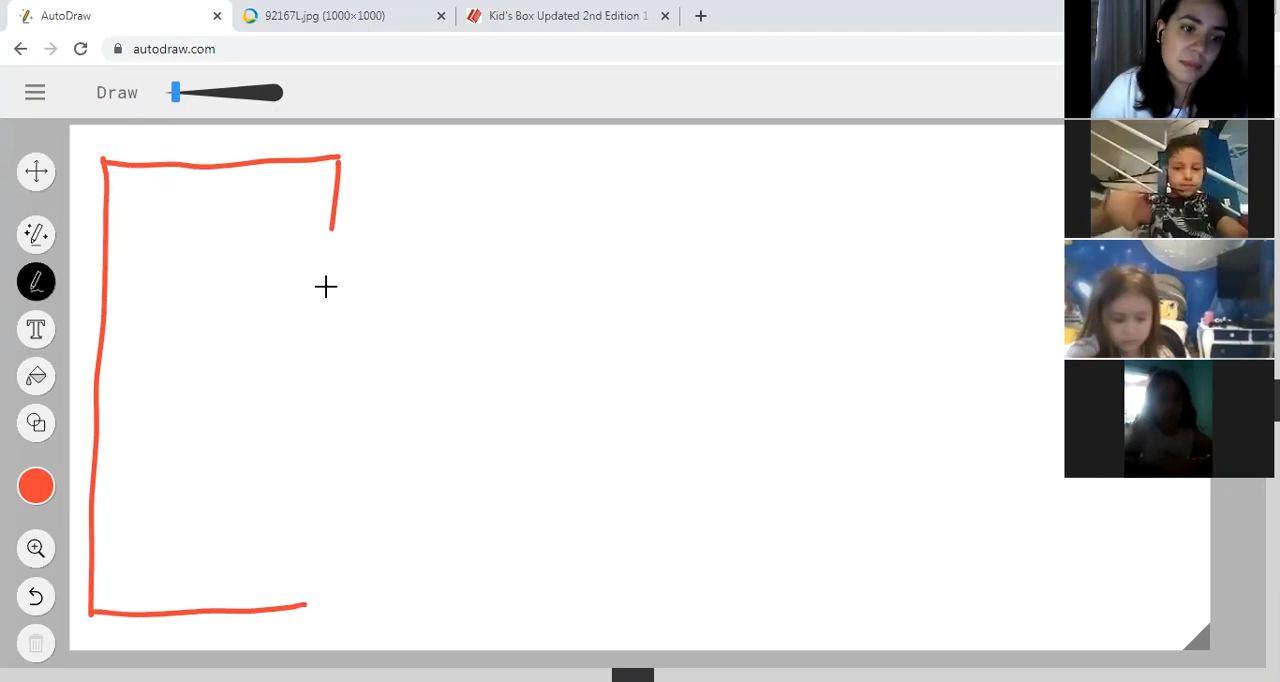 AutoDraw
92167L.jpg (1000×1000)
Kid's Box Updated 2nd Edition 1
autodraw.com
Draw
T